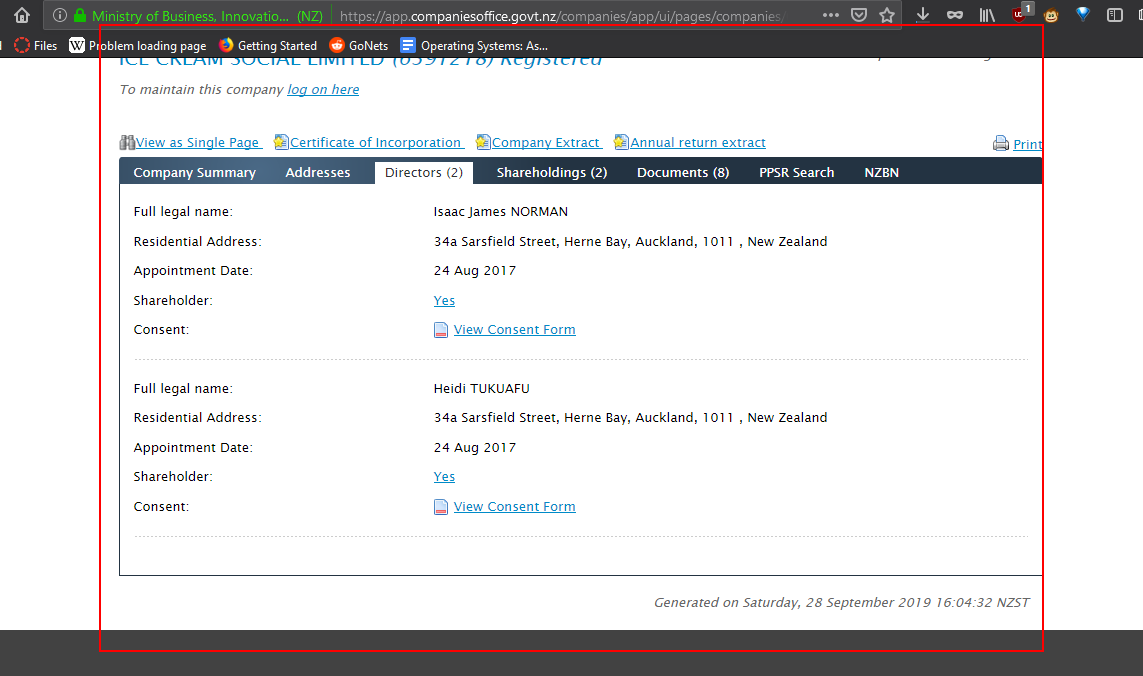 Ministry of Business, Innovatio... (NZ) https://app.companiesoffice.govt.nz/companies/app/ui/pages/companies/ 1
Files Problem loading page Getting Started GoNets Operating Systems: As...
ICE CREAM SOCIAL LIMITED (6391218) Registered
To maintain this company log on here
View as Single Page Certificate of Incorporation Company Extract Annual return extract Print
Company Summary Addresses Directors (2) Shareholdings (2) Documents (8) PPSR Search NZBN
Full legal name: Isaac James NORMAN
Residential Address: 34a Sarsfield Street, Herne Bay, Auckland, 1011 , New Zealand
Appointment Date: 24 Aug 2017
Shareholder: Yes
Consent: View Consent Form
Full legal name: Heidi TUKUAFU
Residential Address: 34a Sarsfield Street, Herne Bay, Auckland, 1011 , New Zealand
Appointment Date: 24 Aug 2017
Shareholder: Yes
Consent: View Consent Form
Generated on Saturday, 28 September 2019 16:04:32 NZST